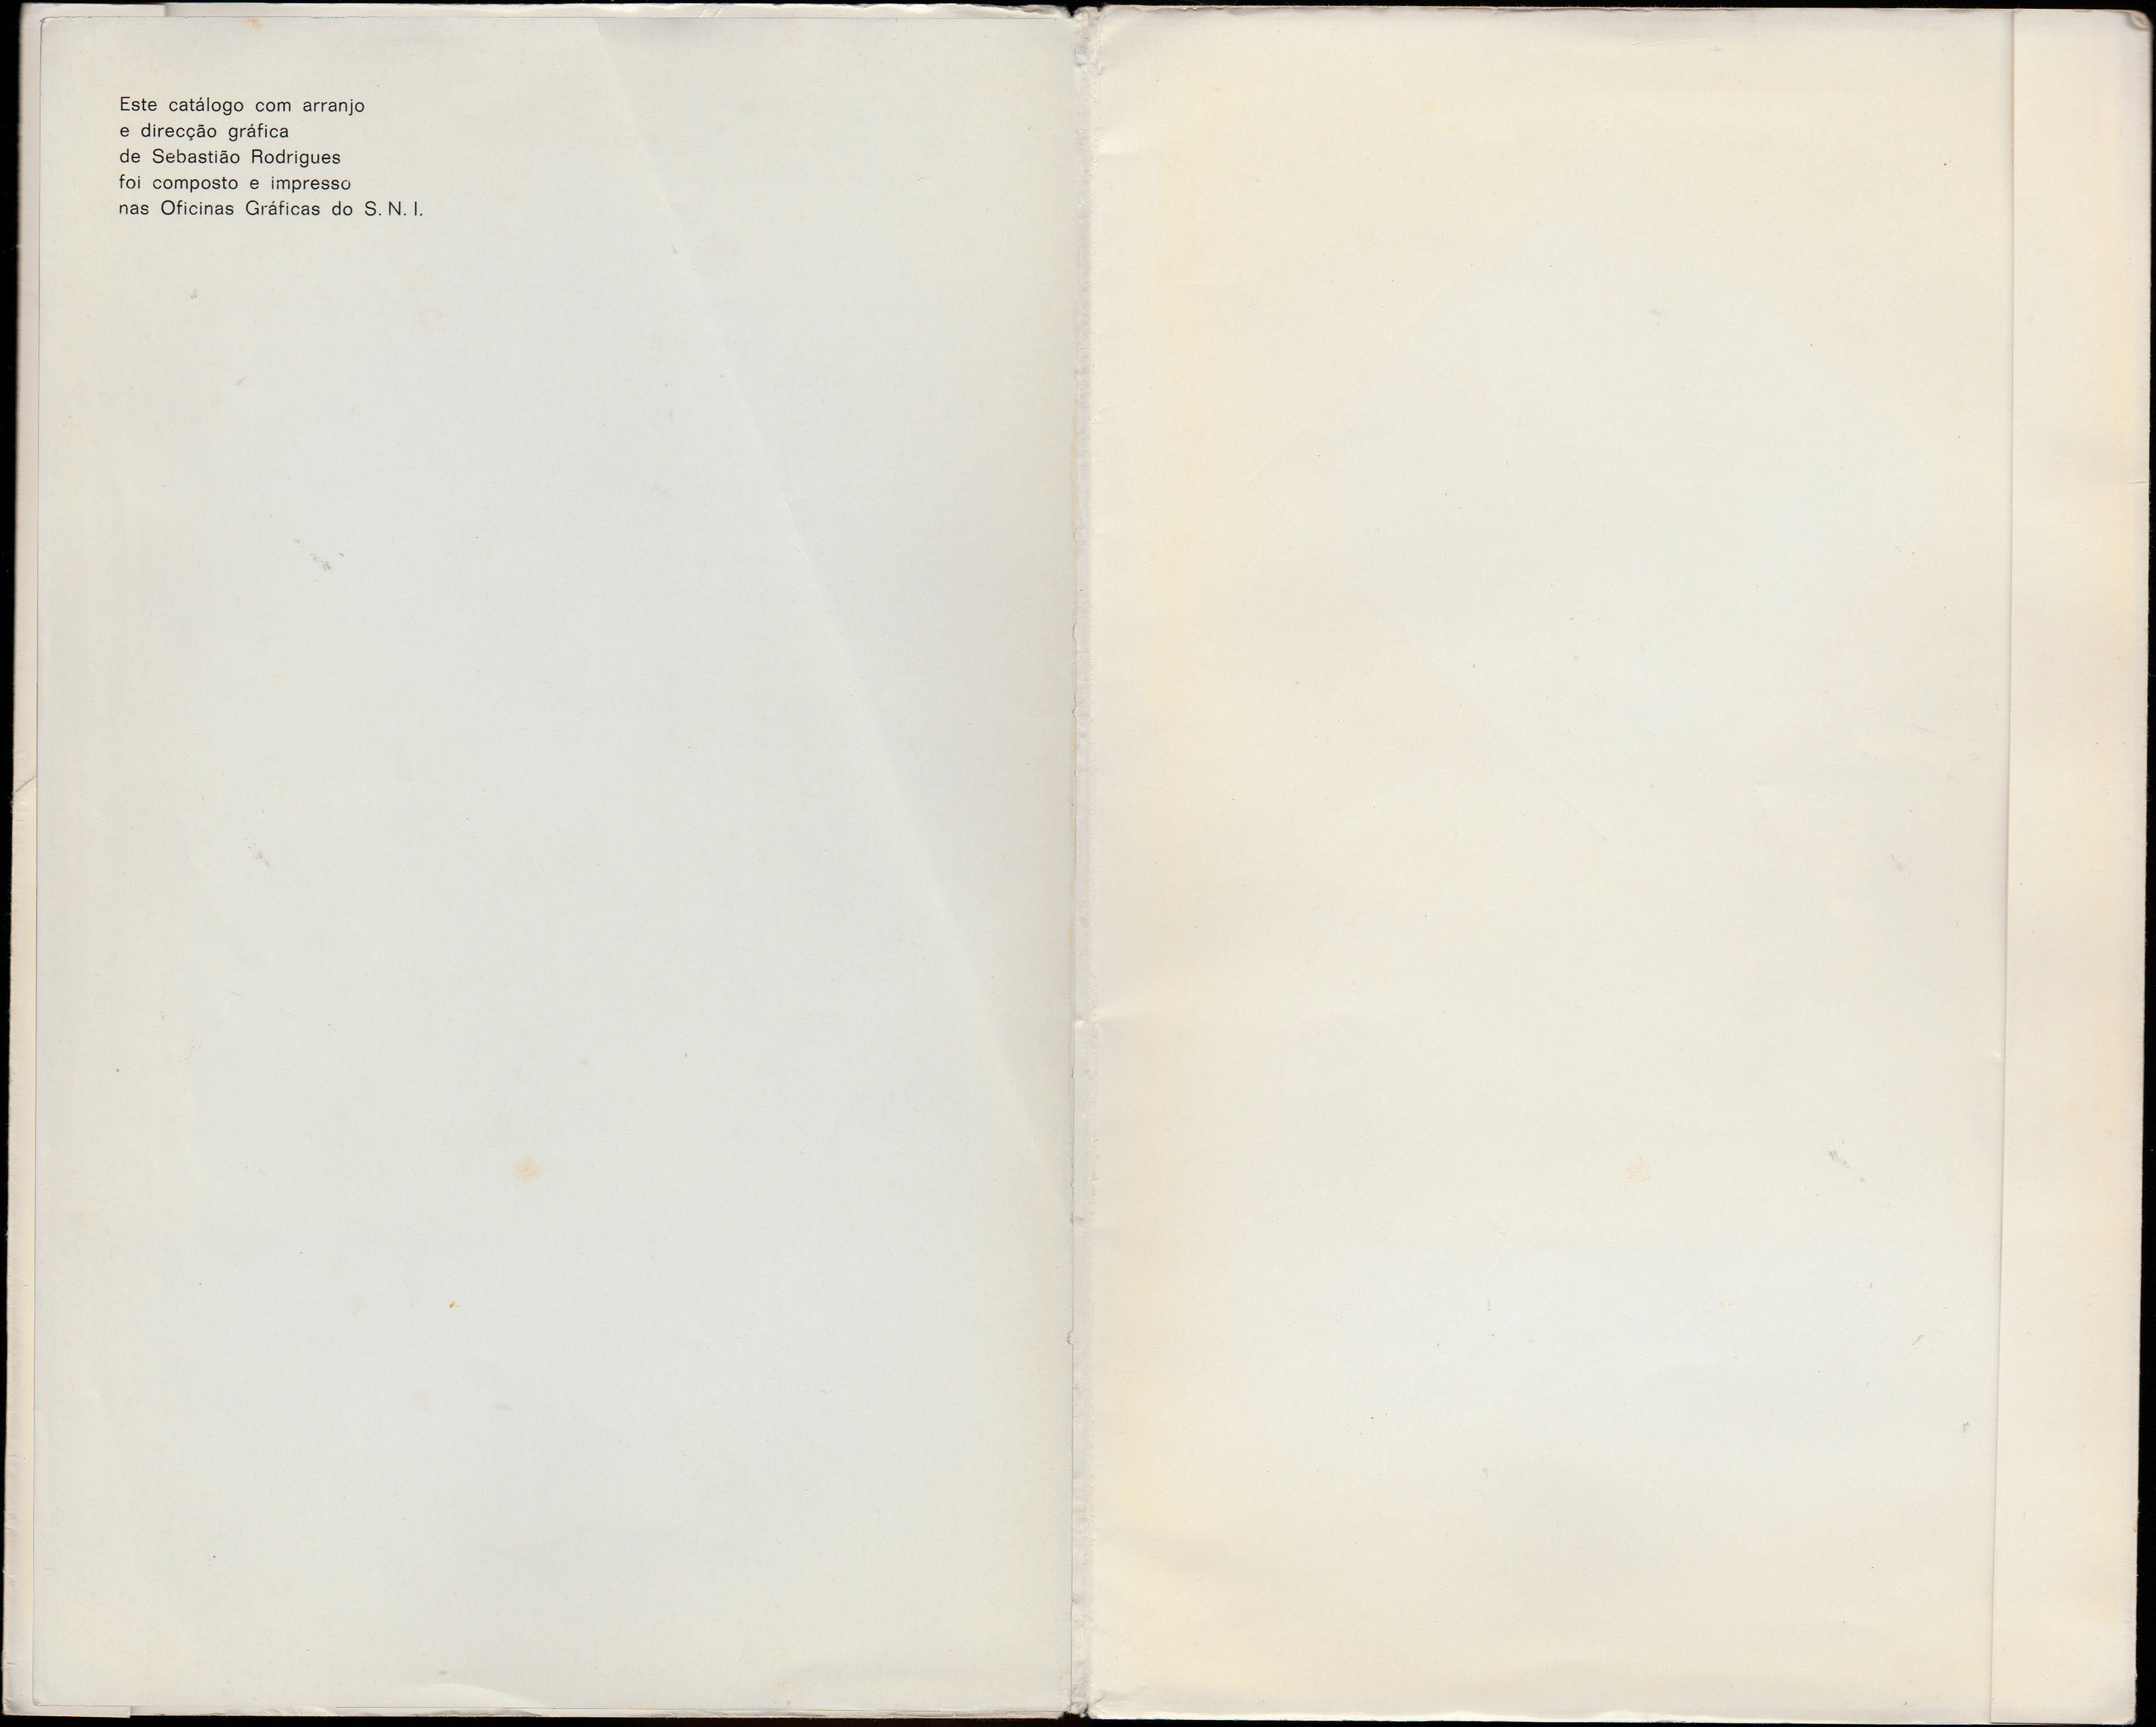 Este catálogo com arranjo
e direcção gráfica
de Sebastião Rodrigues
foi composto e impresso
nas Oficinas Gráficas do S. N. I.